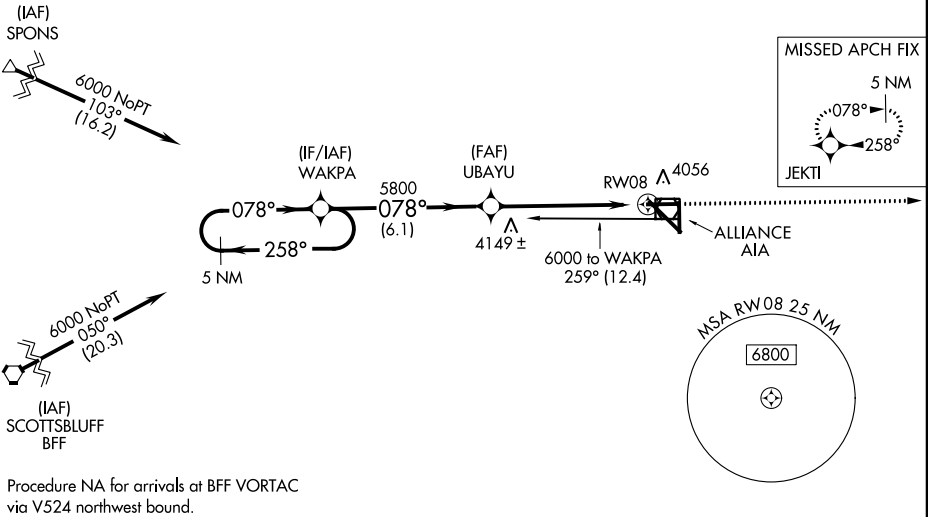 (IAF)
SPONS
6000 NoPT
103°
(16.2)
MISSED APCH FIX
5 NM
078°
258°
JEKTI
(IF/IAF)
WAKPA
(FAF)
UBAYU
RW08
4056
078°
5800
078°
(6.1)
258°
5 NM
4149 ±
6000 to WAKPA
259° (12.4)
ALLIANCE
AIA
6000 NoPT
050°
(20.3)
(IAF)
SCOTTSBLUFF
BFF
MSA RW08 25 NM
6800
Procedure NA for arrivals at BFF VORTAC
via V524 northwest bound.